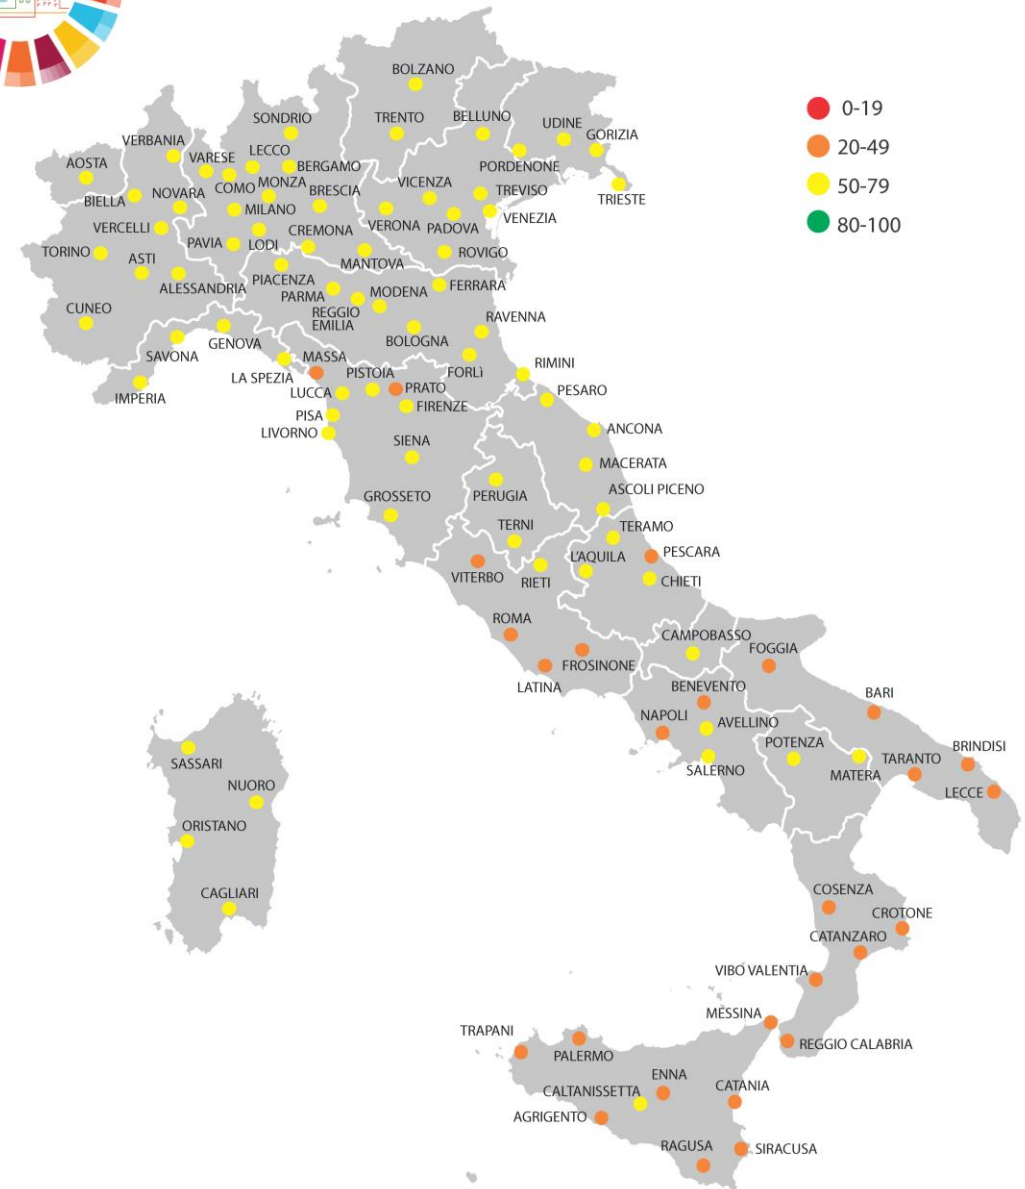 BOLZANO
0-19
20-49
50-79
80-100
SONDRIO
TRENTO
BELLUNO
UDINE
GORIZIA
VERBANIA
VARESE
LECCO
BERGAMO
PORDENONE
AOSTA
COMO
MONZA
BRESCIA
VICENZA
TREVISO
TRIESTE
BIELLA
NOVARA
MILANO
VERONA
PADOVA
VENEZIA
VERCELLI
PAVIA
LODI
CREMONA
TORINO
ASTI
MANTOVA
ROVIGO
ALESSANDRIA
PIACENZA
PARMA
MODENA
FERRARA
CUNEO
REGGIO
EMILIA
RAVENNA
SAVONA
GENOVA
BOLOGNA
LA SPEZIA
MASSA
PISTOIA
FORLÌ
RIMINI
IMPERIA
LUCCA
PRATO
PESARO
PISA
FIRENZE
LIVORNO
SIENA
ANCONA
MACERATA
GROSSETO
PERUGIA
ASCOLI PICENO
TERNI
TERAMO
VITERBO
RIETI
L'AQUILA
PESCARA
CHIETI
ROMA
FROSINONE
CAMPOBASSO
FOGGIA
LATINA
BENEVENTO
BARI
NAPOLI
AVELLINO
SALERNO
POTENZA
MATERA
TARANTO
BRINDISI
LECCE
SASSARI
NUORO
ORISTANO
CAGLIARI
COSENZA
CROTONE
CATANZARO
VIBO VALENTIA
MESSINA
REGGIO CALABRIA
TRAPANI
PALERMO
ENNA
CALTANISSETTA
CATANIA
AGRIGENTO
RAGUSA
SIRACUSA